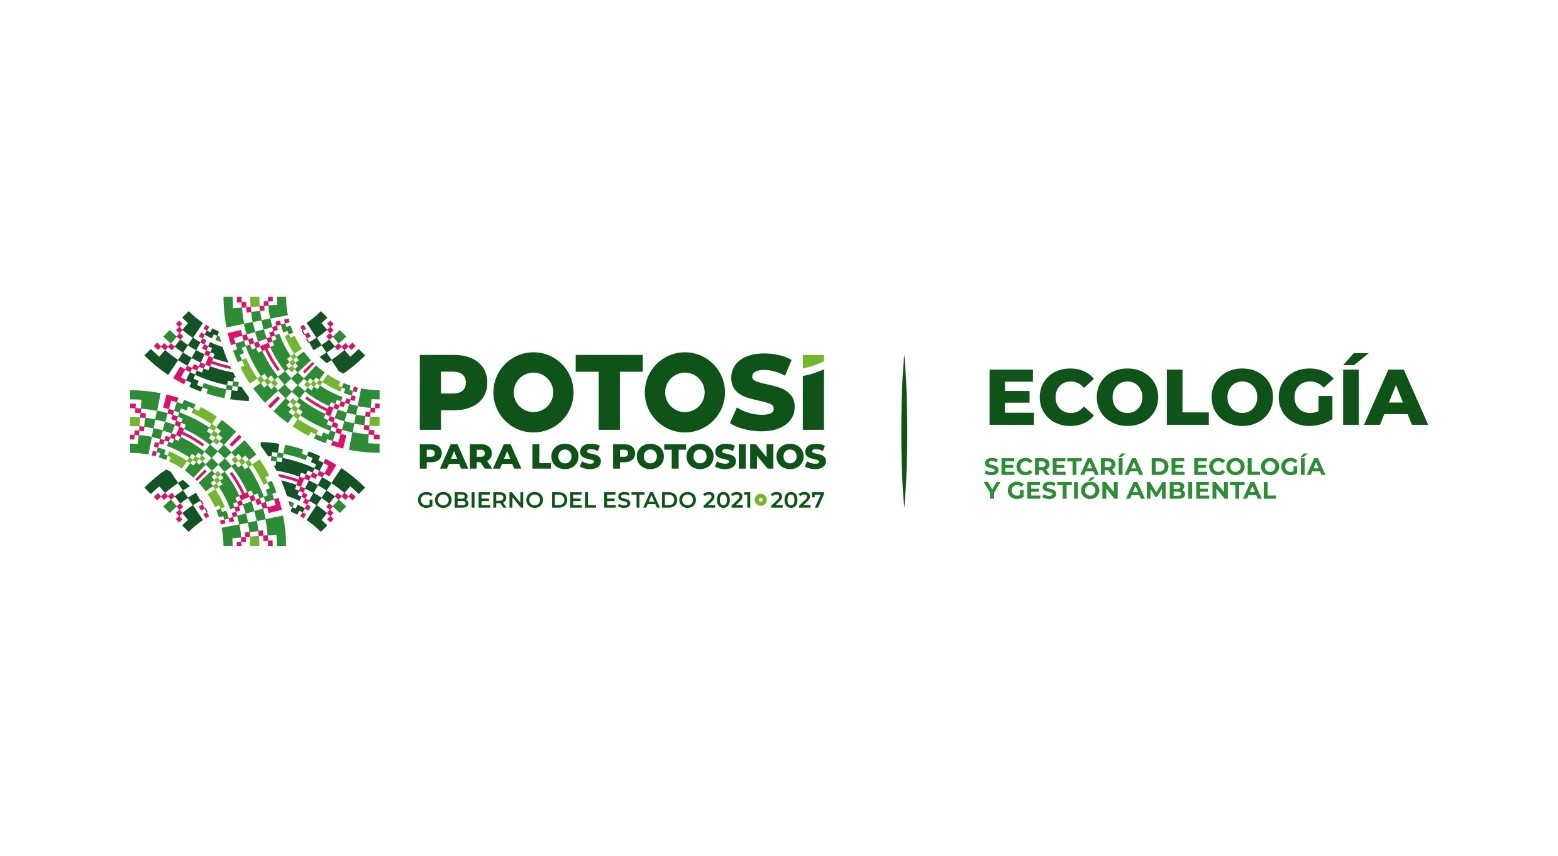 POTOSÍ
PARA LOS POTOSINOS
GOBIERNO DEL ESTADO 2021 2027
ECOLOGÍA
SECRETARÍA DE ECOLOGÍA
Y GESTIÓN AMBIENTAL